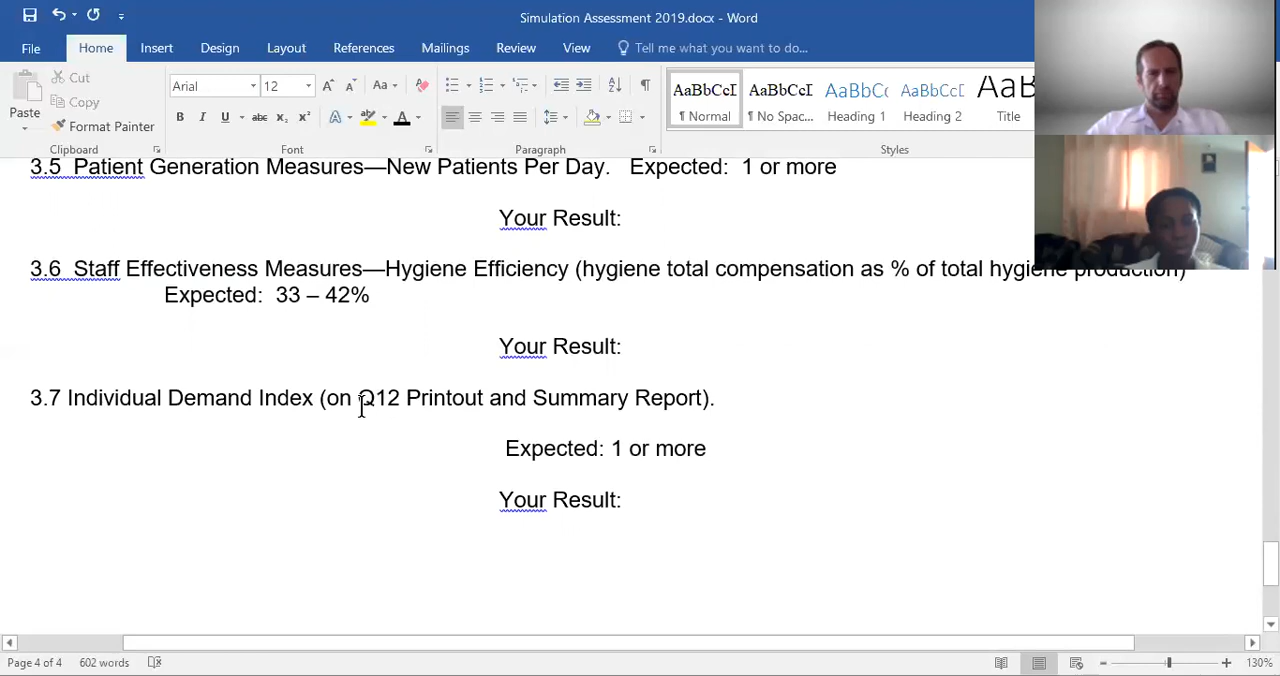 Simulation Assessment 2019.docx - Word
File Home Insert Design Layout References Mailings Review View Tell me what you want to do...
Paste
Cut
Copy
Format Painter
Clipboard
Arial 12
Font
Paragraph
AaBbCcI AaBbCcI AaBbCc AaBbCcI AaB
¶ Normal ¶ No Spac... Heading 1 Heading 2 Title
Styles
3.5 Patient Generation Measures—New Patients Per Day. Expected: 1 or more
Your Result:
3.6 Staff Effectiveness Measures—Hygiene Efficiency (hygiene total compensation as % of total hygiene production)
Expected: 33 – 42%
Your Result:
3.7 Individual Demand Index (on Q12 Printout and Summary Report).
Expected: 1 or more
Your Result:
Page 4 of 4 602 words 130%